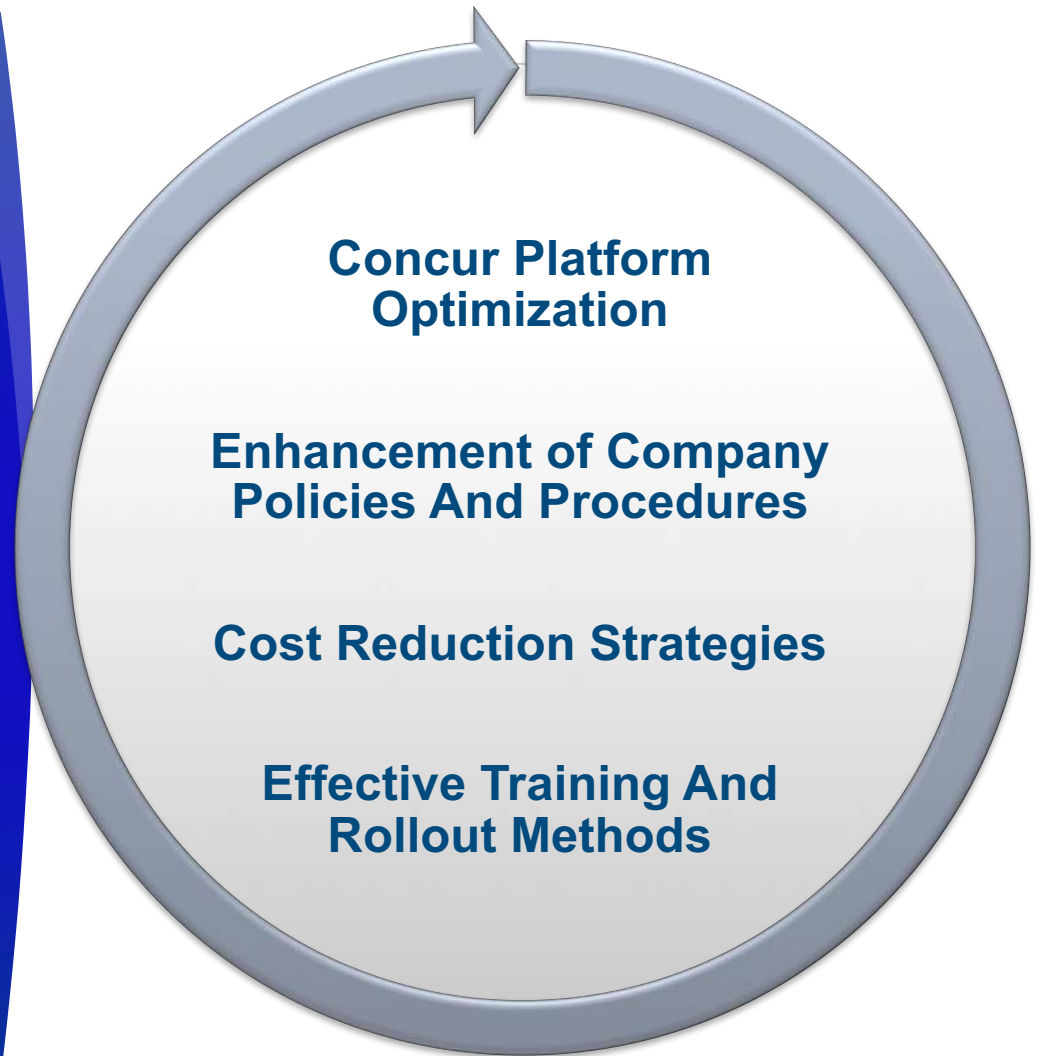 Concur Platform
Optimization
Enhancement of Company
Policies And Procedures
Cost Reduction Strategies
Effective Training And
Rollout Methods